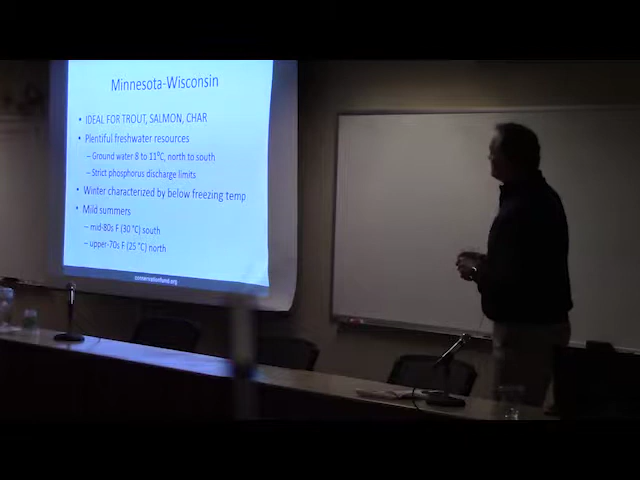 Minnesota-Wisconsin
• IDEAL FOR TROUT, SALMON, CHAR
• Plentiful freshwater resources
– Ground water 8 to 11°C, north to south
– Strict phosphorus discharge limits
• Winter characterized by below freezing temp
• Mild summers
– mid-80s F (30 °C) south
– upper-70s F (25 °C) north
conservationfund.org